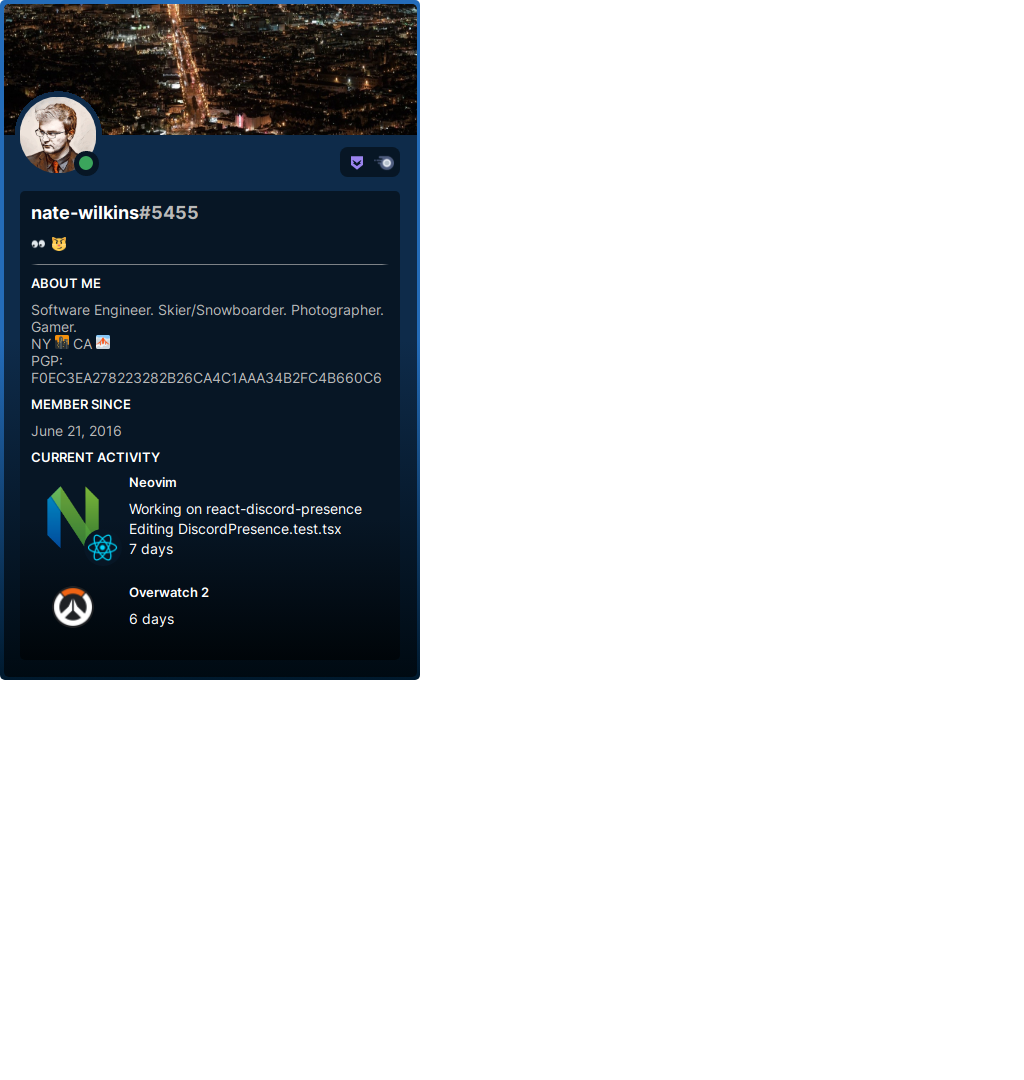 nate-wilkins#5455
👀 😼
ABOUT ME
Software Engineer. Skier/Snowboarder. Photographer.
Gamer.
NY 🌆 CA 🏔
PGP:
F0EC3EA278223282B26CA4C1AAA34B2FC4B660C6
MEMBER SINCE
June 21, 2016
CURRENT ACTIVITY
Neovim
Working on react-discord-presence
Editing DiscordPresence.test.tsx
7 days
Overwatch 2
6 days